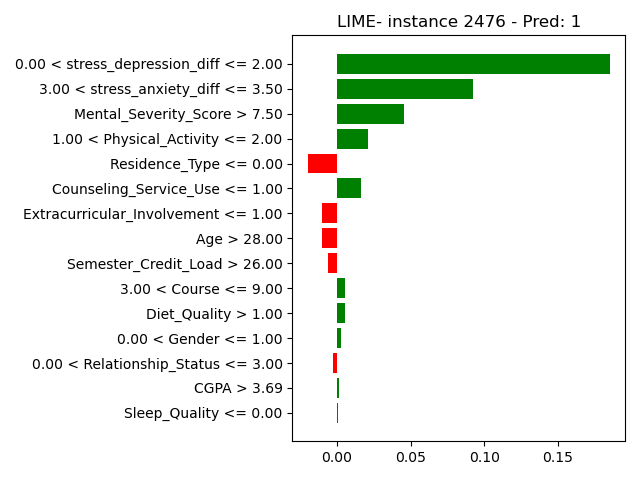 LIME- instance 2476 - Pred: 1
0.00 < stress_depression_diff <= 2.00
3.00 < stress_anxiety_diff <= 3.50
Mental_Severity_Score > 7.50
1.00 < Physical_Activity <= 2.00
Residence_Type <= 0.00
Counseling_Service_Use <= 1.00
Extracurricular_Involvement <= 1.00
Age > 28.00
Semester_Credit_Load > 26.00
3.00 < Course <= 9.00
Diet_Quality > 1.00
0.00 < Gender <= 1.00
0.00 < Relationship_Status <= 3.00
CGPA > 3.69
Sleep_Quality <= 0.00
0.00 0.05 0.10 0.15